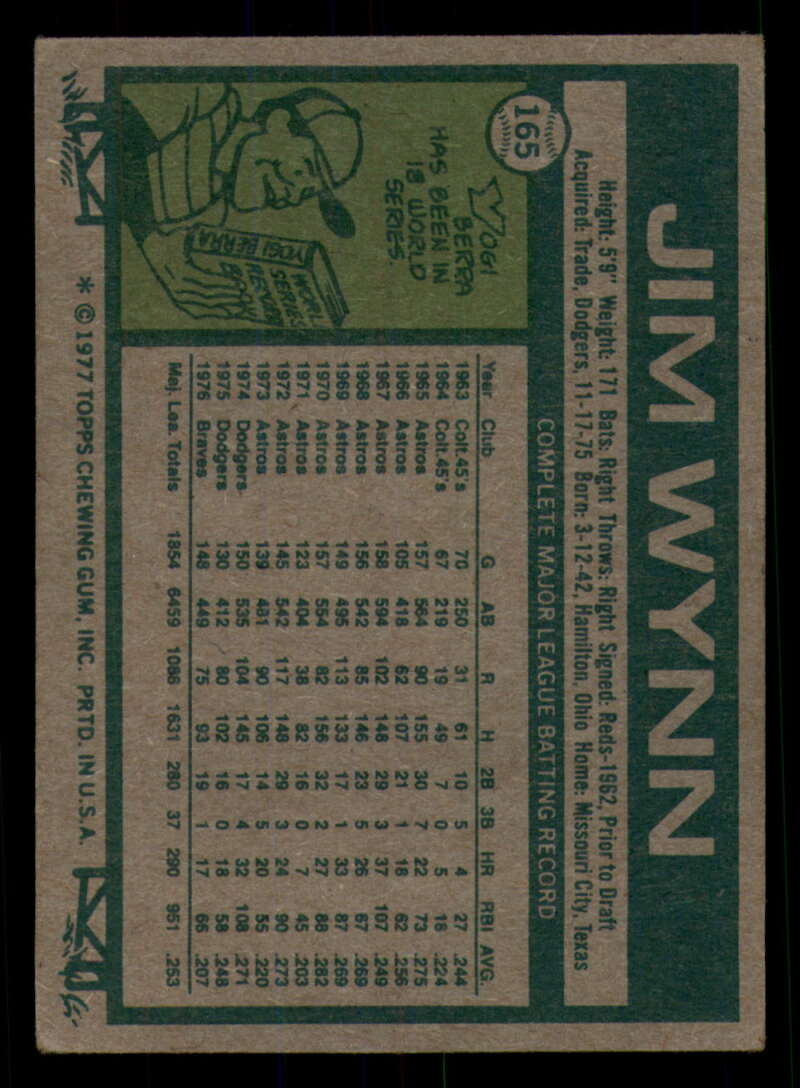 165
JIM WYNN
Height: 5'9" Weight: 171 Bats: Right Throws: Right Signed: Reds-1962, Prior to Draft
Acquired: Trade, Dodgers, 11-17-75 Born: 3-12-42, Hamilton, Ohio Home: Missouri City, Texas
YOGI
BERRA
HAS BEEN IN
18 WORLD
SERIES.
WORLD
SERIES
RECORD
BOOK
YOGI BERRA
COMPLETE MAJOR LEAGUE BATTING RECORD
Year Club G AB R H 2B 3B HR RBI AVG.
1963 Colt.45's 70 250 31 61 10 5 4 27 .244
1964 Colt.45's 67 219 19 49 7 0 5 18 .224
1965 Astros 157 564 90 155 30 7 22 73 .275
1966 Astros 105 418 62 107 21 1 18 62 .256
1967 Astros 158 594 102 148 29 3 37 107 .249
1968 Astros 156 542 85 146 23 5 26 67 .269
1969 Astros 149 495 113 133 17 1 33 87 .269
1970 Astros 157 554 82 156 32 2 27 88 .282
1971 Astros 123 404 38 82 16 0 7 45 .203
1972 Astros 145 542 117 148 29 3 24 90 .273
1973 Astros 139 481 90 106 14 5 20 55 .220
1974 Dodgers 150 535 104 145 17 4 32 108 .271
1975 Dodgers 130 412 80 102 16 0 18 58 .248
1976 Braves 148 449 75 93 19 1 17 66 .207
Maj. Lea. Totals 1854 6459 1088 1631 280 37 290 951 .253
* © 1977 TOPPS CHEWING GUM, INC. PRTD. IN U.S.A.